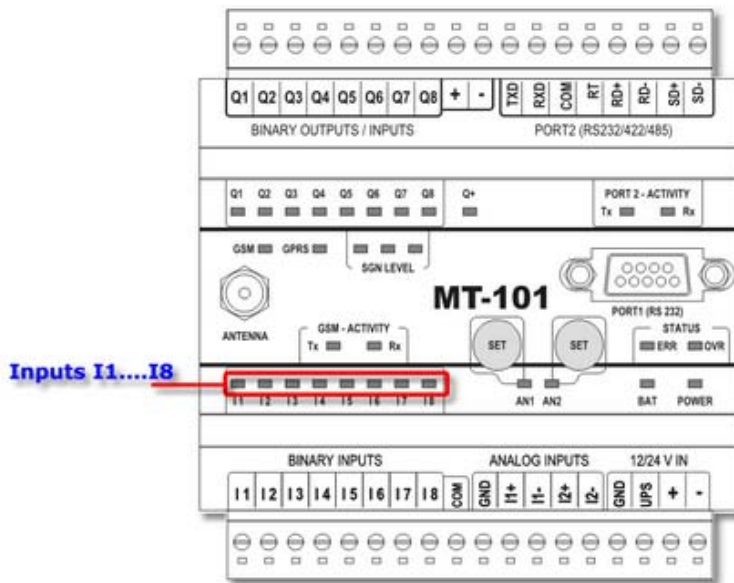 Q1 Q2 Q3 Q4 Q5 Q6 Q7 Q8 + - TXD RXD COM RT RD+ RD- SD+ SD-
BINARY OUTPUTS / INPUTS PORT2 (RS232/422/485)
Q1 Q2 Q3 Q4 Q5 Q6 Q7 Q8 Q+ PORT 2 - ACTIVITY
Tx Rx
GSM GPRS
SGN LEVEL
MT-101
ANTENNA PORT1 (RS 232)
GSM - ACTIVITY STATUS
Tx Rx SET SET ERR OVR
Inputs I1....I8
I1 I2 I3 I4 I5 I6 I7 I8 AN1 AN2 BAT POWER
BINARY INPUTS ANALOG INPUTS 12/24 V IN
I1 I2 I3 I4 I5 I6 I7 I8 COM GND I1+ I1- I2+ I2- GND UPS + -